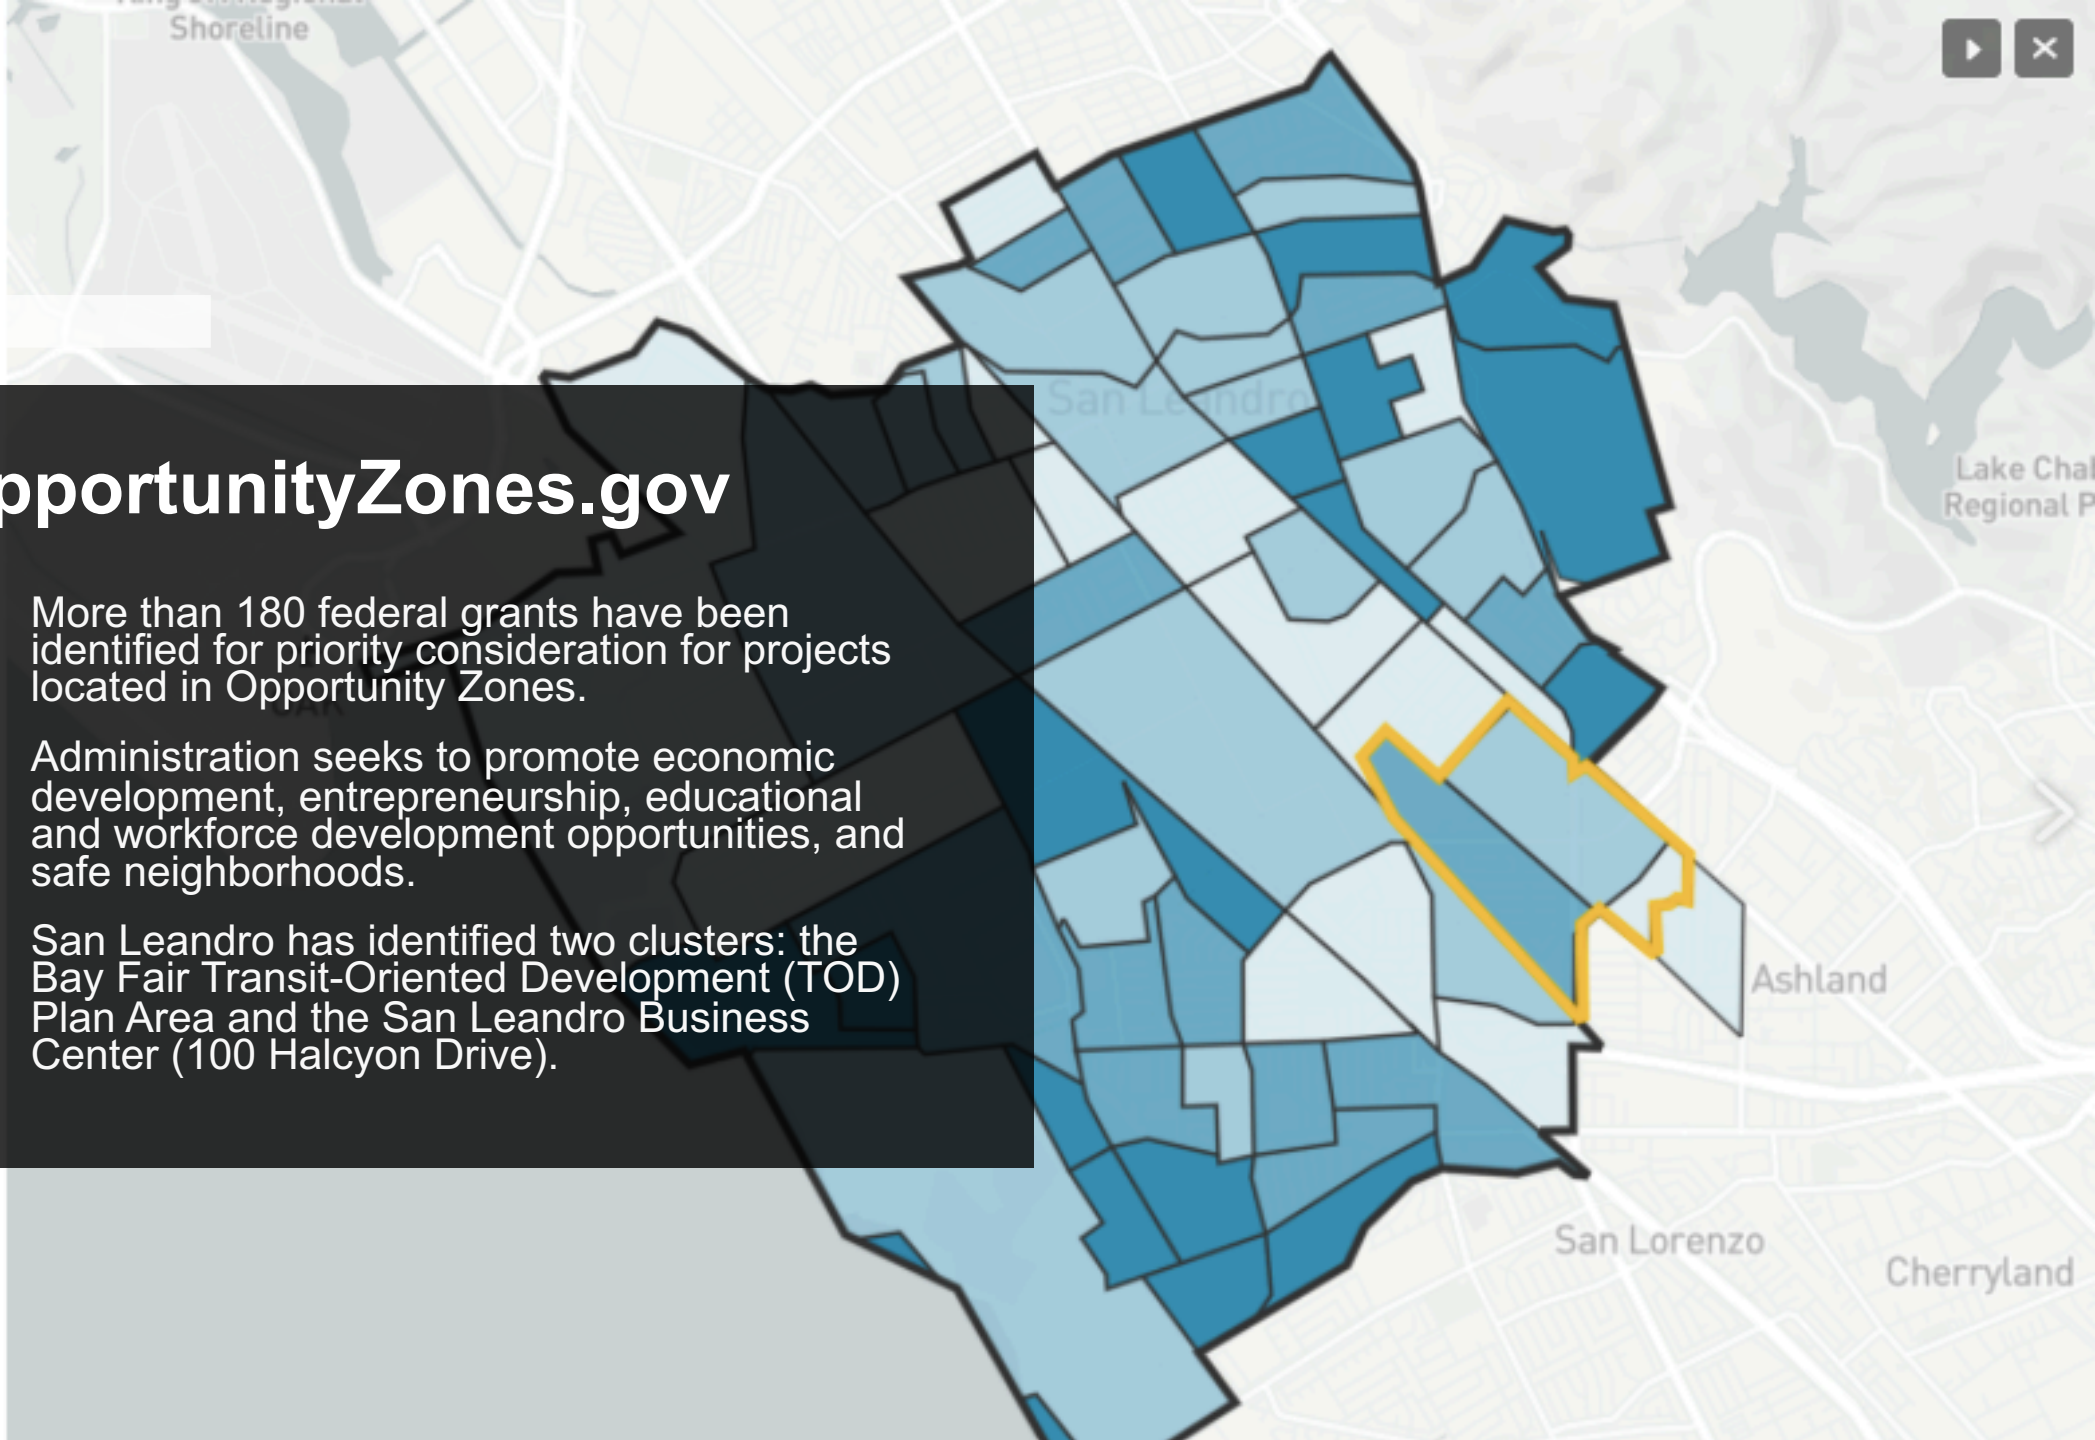 Shoreline
San Leandro
Lake Chab
Regional P
pportunityZones.gov
More than 180 federal grants have been
identified for priority consideration for projects
located in Opportunity Zones.
OAK
Administration seeks to promote economic
development, entrepreneurship, educational
and workforce development opportunities, and
safe neighborhoods.
San Leandro has identified two clusters: the
Bay Fair Transit-Oriented Development (TOD)
Plan Area and the San Leandro Business
Center (100 Halcyon Drive).
Ashland
San Lorenzo
Cherryland